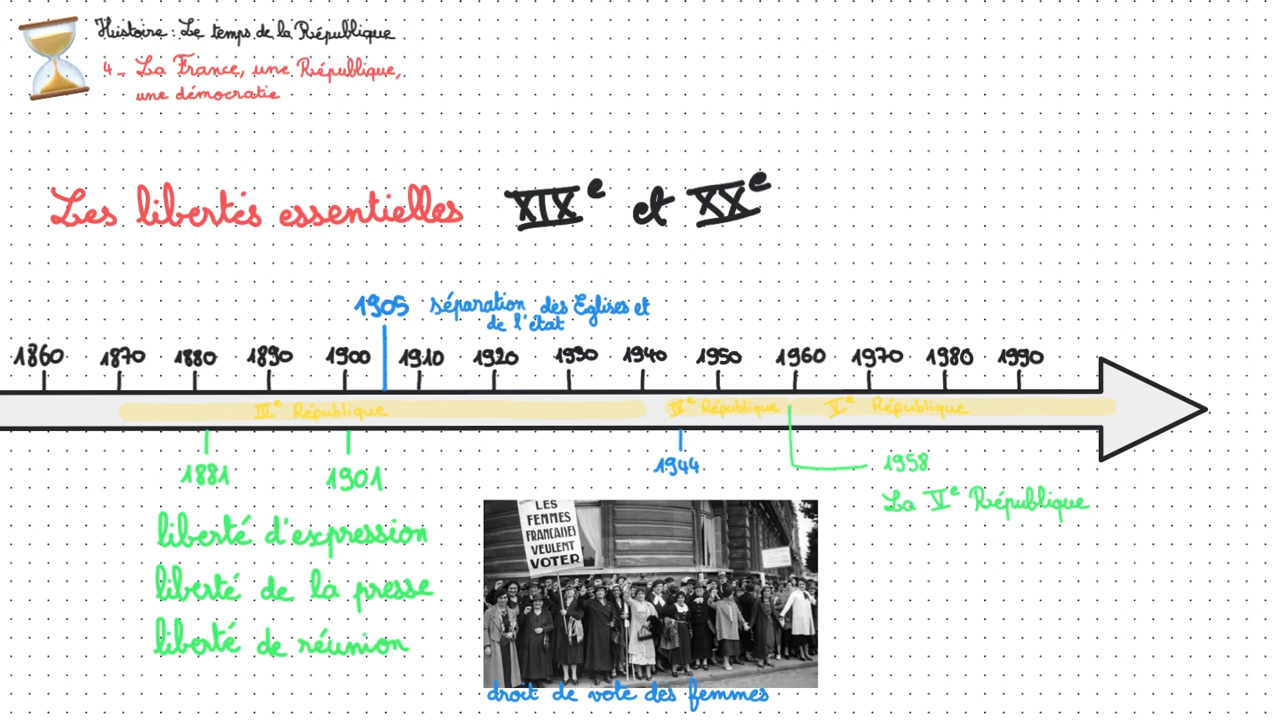 Histoire : Le temps de la République
4_ La France, une République,
une démocratie
Les libertés essentielles XIXe et XXe
1905 séparation des Eglises et
de l'état
1860 1870 1880 1890 1900 1910 1920 1930 1940 1950 1960 1970 1980 1990
IIIe République IVe République Ve République
1881 1901 1944 1958
La Ve République
liberté d'expression
liberté de la presse
liberté de réunion
LES
FEMMES
FRANÇAISES
VEULENT
VOTER
droit de vote des femmes